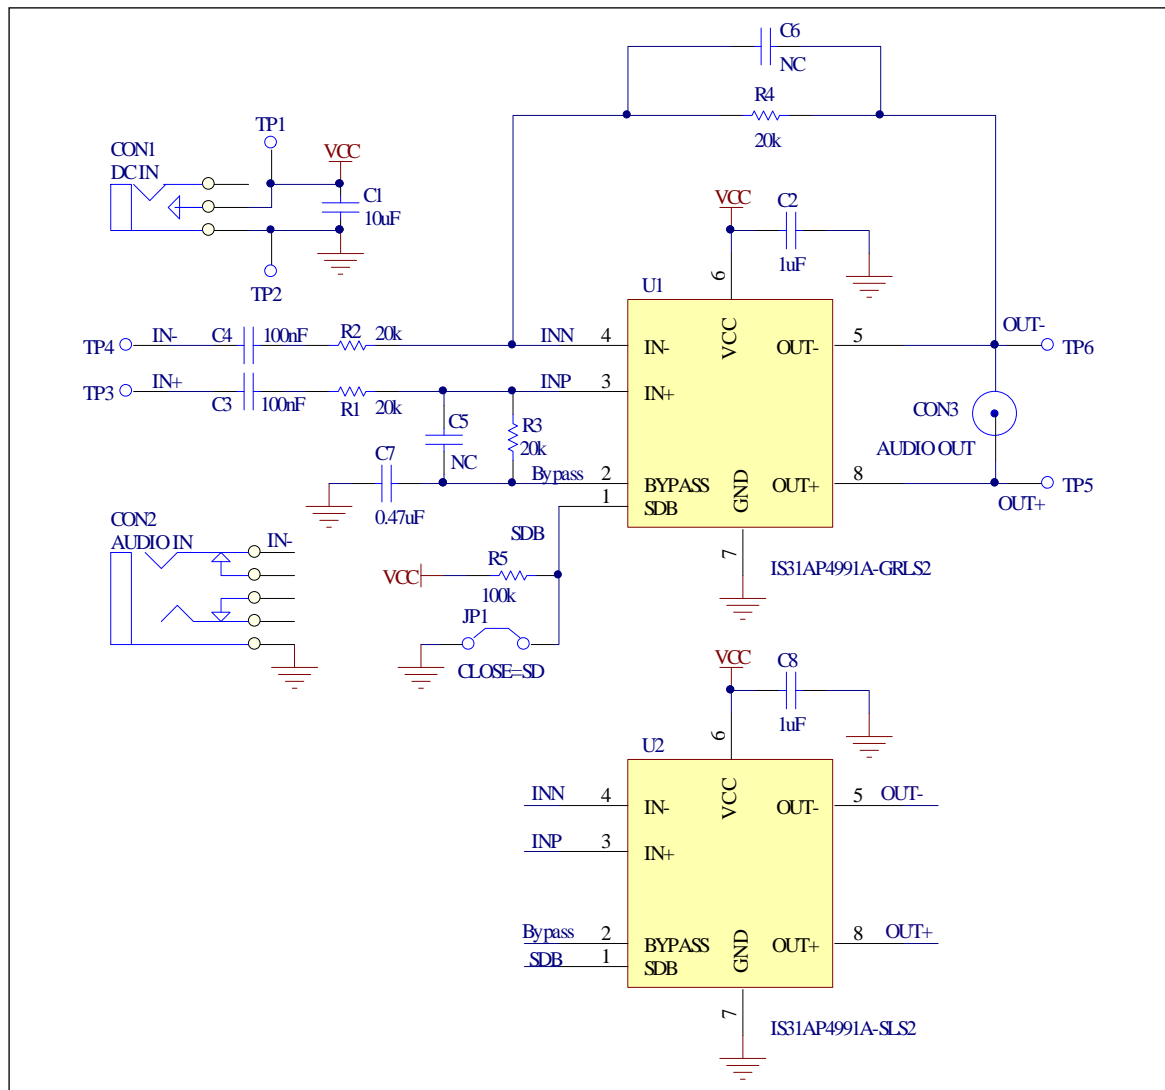 C6
NC
R4
20k
TP1
CON1
DC IN
VCC
C1
10uF
TP2
VCC
C2
1uF
6
U1
TP4
IN-
C4
100nF
R2
20k
INN
4
IN-
VCC
OUT-
5
OUT-
TP6
TP3
IN+
C3
100nF
R1
20k
INP
3
IN+
CON3
AUDIO OUT
C5
NC
R3
20k
C7
0.47uF
Bypass
2
BYPASS
1
SDB
GND
OUT+
8
TP5
OUT+
7
IS31AP4991A-GRLS2
CON2
AUDIO IN
IN-
SDB
VCC
R5
100k
JP1
CLOSE=SD
VCC
C8
1uF
6
U2
INN
4
IN-
VCC
OUT-
5
OUT-
INP
3
IN+
Bypass
2
BYPASS
SDB
1
SDB
GND
OUT+
8
OUT+
7
IS31AP4991A-SLS2